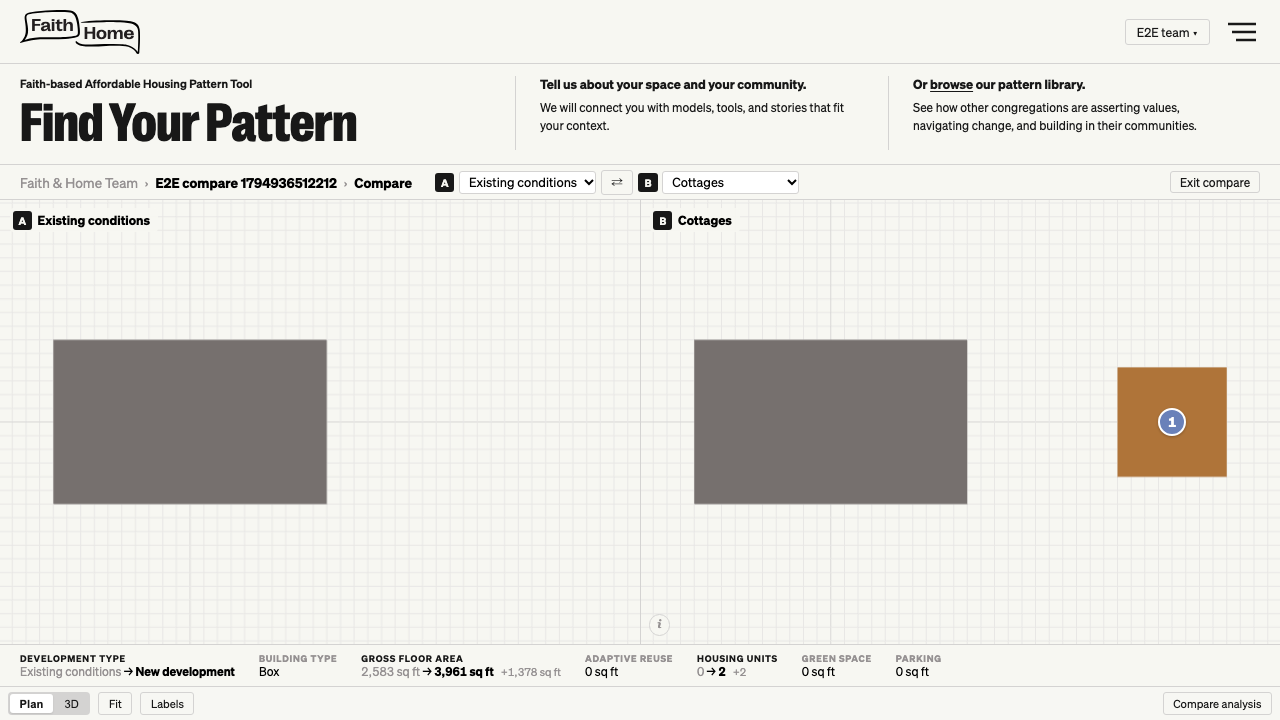 Faith Home
E2E team ▾
Faith-based Affordable Housing Pattern Tool
Find Your Pattern
Tell us about your space and your community.
We will connect you with models, tools, and stories that fit
your context.
Or browse our pattern library.
See how other congregations are asserting values,
navigating change, and building in their communities.
Faith & Home Team › E2E compare 1794936512212 › Compare
A Existing conditions ⇄ B Cottages
Exit compare
A Existing conditions
B Cottages
1
i
DEVELOPMENT TYPE
Existing conditions → New development
BUILDING TYPE
Box
GROSS FLOOR AREA
2,583 sq ft → 3,961 sq ft +1,378 sq ft
ADAPTIVE REUSE
0 sq ft
HOUSING UNITS
0 → 2 +2
GREEN SPACE
0 sq ft
PARKING
0 sq ft
Plan 3D Fit Labels
Compare analysis